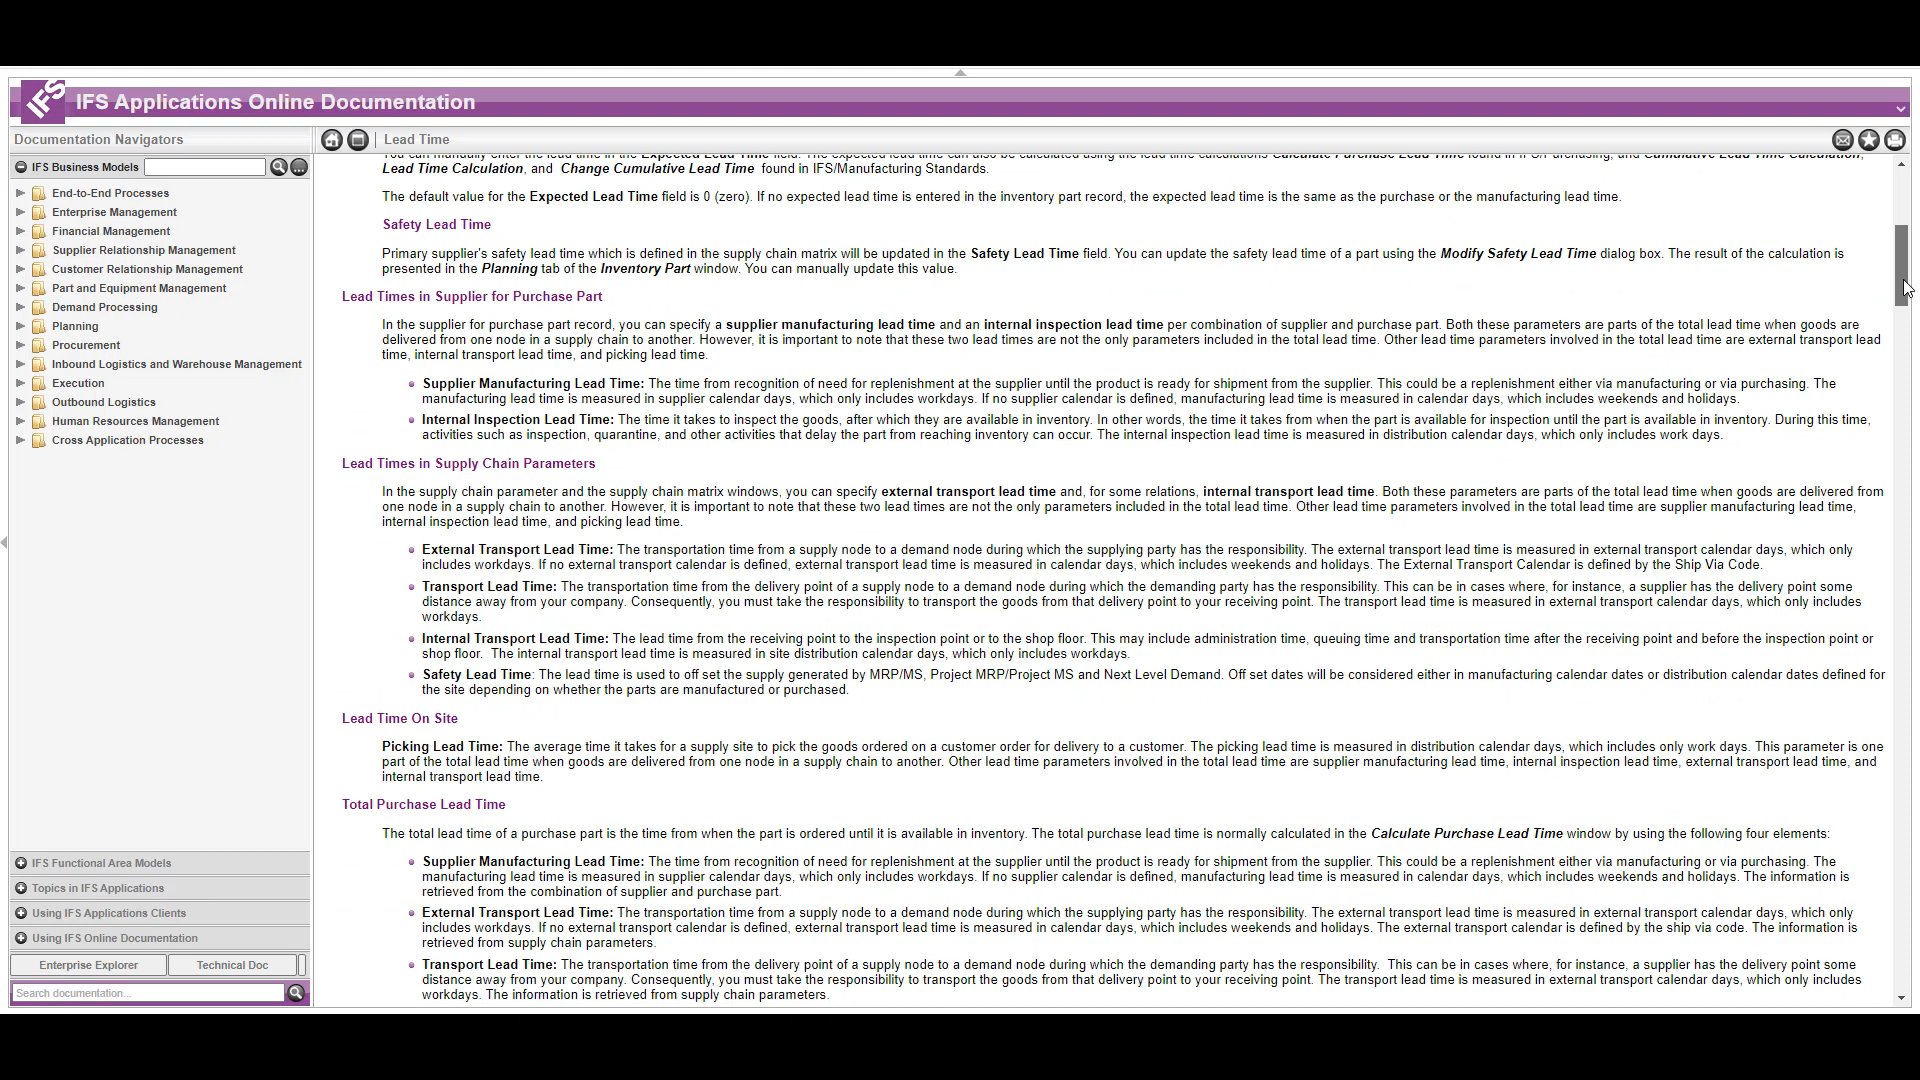 IFS
IFS Applications Online Documentation
Documentation Navigators
Lead Time
IFS Business Models
End-to-End Processes
Enterprise Management
Financial Management
Supplier Relationship Management
Customer Relationship Management
Part and Equipment Management
Demand Processing
Planning
Procurement
Inbound Logistics and Warehouse Management
Execution
Outbound Logistics
Human Resources Management
Cross Application Processes
IFS Functional Area Models
Topics in IFS Applications
Using IFS Applications Clients
Using IFS Online Documentation
Enterprise Explorer
Technical Doc
Search documentation...
You can manually enter the lead time in the Expected Lead Time field. The expected lead time can also be calculated using the lead time calculations Calculate Purchase Lead Time found in IFS/Purchasing, and Cumulative Lead Time Calculation,
Lead Time Calculation, and Change Cumulative Lead Time found in IFS/Manufacturing Standards.
The default value for the Expected Lead Time field is 0 (zero). If no expected lead time is entered in the inventory part record, the expected lead time is the same as the purchase or the manufacturing lead time.
Safety Lead Time
Primary supplier's safety lead time which is defined in the supply chain matrix will be updated in the Safety Lead Time field. You can update the safety lead time of a part using the Modify Safety Lead Time dialog box. The result of the calculation is
presented in the Planning tab of the Inventory Part window. You can manually update this value.
Lead Times in Supplier for Purchase Part
In the supplier for purchase part record, you can specify a supplier manufacturing lead time and an internal inspection lead time per combination of supplier and purchase part. Both these parameters are parts of the total lead time when goods are
delivered from one node in a supply chain to another. However, it is important to note that these two lead times are not the only parameters included in the total lead time. Other lead time parameters involved in the total lead time are external transport lead
time, internal transport lead time, and picking lead time.
Supplier Manufacturing Lead Time: The time from recognition of need for replenishment at the supplier until the product is ready for shipment from the supplier. This could be a replenishment either via manufacturing or via purchasing. The
manufacturing lead time is measured in supplier calendar days, which only includes workdays. If no supplier calendar is defined, manufacturing lead time is measured in calendar days, which includes weekends and holidays.
Internal Inspection Lead Time: The time it takes to inspect the goods, after which they are available in inventory. In other words, the time it takes from when the part is available for inspection until the part is available in inventory. During this time,
activities such as inspection, quarantine, and other activities that delay the part from reaching inventory can occur. The internal inspection lead time is measured in distribution calendar days, which only includes work days.
Lead Times in Supply Chain Parameters
In the supply chain parameter and the supply chain matrix windows, you can specify external transport lead time and, for some relations, internal transport lead time. Both these parameters are parts of the total lead time when goods are delivered from
one node in a supply chain to another. However, it is important to note that these two lead times are not the only parameters included in the total lead time. Other lead time parameters involved in the total lead time are supplier manufacturing lead time,
internal inspection lead time, and picking lead time.
External Transport Lead Time: The transportation time from a supply node to a demand node during which the supplying party has the responsibility. The external transport lead time is measured in external transport calendar days, which only
includes workdays. If no external transport calendar is defined, external transport lead time is measured in calendar days, which includes weekends and holidays. The External Transport Calendar is defined by the Ship Via Code.
Transport Lead Time: The transportation time from the delivery point of a supply node to a demand node during which the demanding party has the responsibility. This can be in cases where, for instance, a supplier has the delivery point some
distance away from your company. Consequently, you must take the responsibility to transport the goods from that delivery point to your receiving point. The transport lead time is measured in external transport calendar days, which only includes
workdays.
Internal Transport Lead Time: The lead time from the receiving point to the inspection point or to the shop floor. This may include administration time, queuing time and transportation time after the receiving point and before the inspection point or
shop floor. The internal transport lead time is measured in site distribution calendar days, which only includes workdays.
Safety Lead Time: The lead time is used to off set the supply generated by MRP/MS, Project MRP/Project MS and Next Level Demand. Off set dates will be considered either in manufacturing calendar dates or distribution calendar dates defined for
the site depending on whether the parts are manufactured or purchased.
Lead Time On Site
Picking Lead Time: The average time it takes for a supply site to pick the goods ordered on a customer order for delivery to a customer. The picking lead time is measured in distribution calendar days, which includes only work days. This parameter is one
part of the total lead time when goods are delivered from one node in a supply chain to another. Other lead time parameters involved in the total lead time are supplier manufacturing lead time, internal inspection lead time, external transport lead time, and
internal transport lead time.
Total Purchase Lead Time
The total lead time of a purchase part is the time from when the part is ordered until it is available in inventory. The total purchase lead time is normally calculated in the Calculate Purchase Lead Time window by using the following four elements:
Supplier Manufacturing Lead Time: The time from recognition of need for replenishment at the supplier until the product is ready for shipment from the supplier. This could be a replenishment either via manufacturing or via purchasing. The
manufacturing lead time is measured in supplier calendar days, which only includes workdays. If no supplier calendar is defined, manufacturing lead time is measured in calendar days, which includes weekends and holidays. The information is
retrieved from the combination of supplier and purchase part.
External Transport Lead Time: The transportation time from a supply node to a demand node during which the supplying party has the responsibility. The external transport lead time is measured in external transport calendar days, which only
includes workdays. If no external transport calendar is defined, external transport lead time is measured in calendar days, which includes weekends and holidays. The external transport calendar is defined by the ship via code. The information is
retrieved from supply chain parameters.
Transport Lead Time: The transportation time from the delivery point of a supply node to a demand node during which the demanding party has the responsibility. This can be in cases where, for instance, a supplier has the delivery point some
distance away from your company. Consequently, you must take the responsibility to transport the goods from that delivery point to your receiving point. The transport lead time is measured in external transport calendar days, which only includes
workdays. The information is retrieved from supply chain parameters.